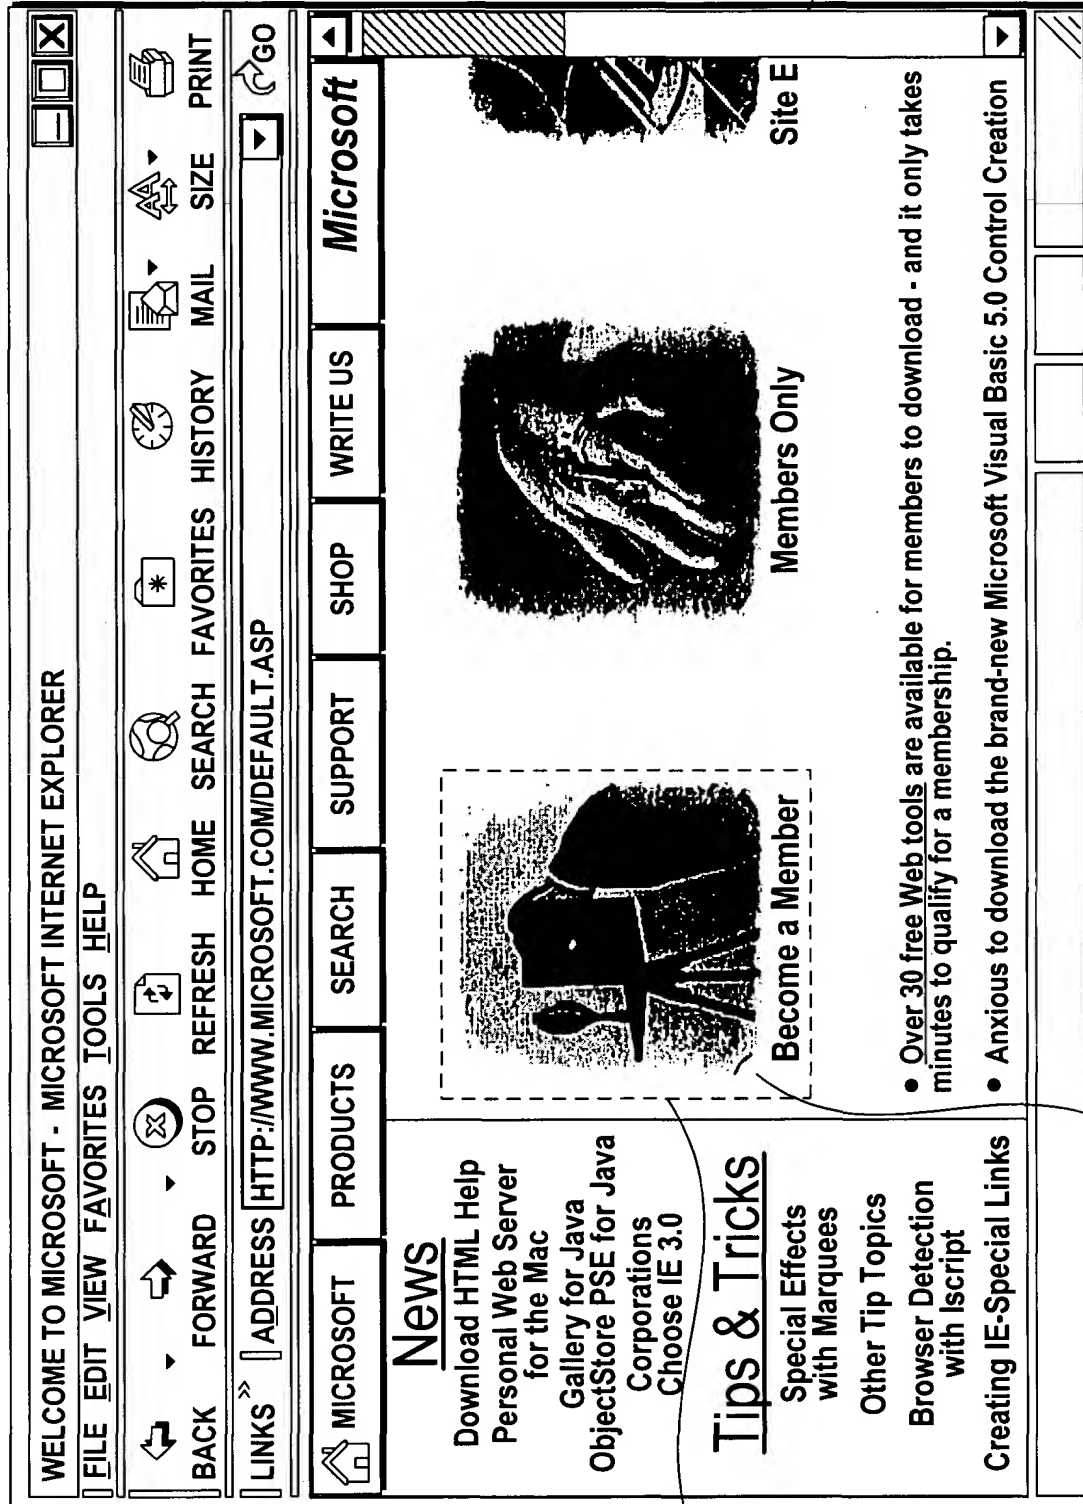 WELCOME TO MICROSOFT - MICROSOFT INTERNET EXPLORER
FILE EDIT VIEW FAVORITES TOOLS HELP
BACK FORWARD STOP REFRESH HOME SEARCH FAVORITES HISTORY MAIL SIZE PRINT
LINKS » ADDRESS HTTP://WWW.MICROSOFT.COM/DEFAULT.ASP GO
MICROSOFT PRODUCTS SEARCH SUPPORT SHOP WRITE US Microsoft
News
Download HTML Help
Personal Web Server
for the Mac
Gallery for Java
ObjectStore PSE for Java
Corporations
Choose IE 3.0
Tips & Tricks
Special Effects
with Marquees
Other Tip Topics
Browser Detection
with Iscript
Creating IE-Special Links
Become a Member
Members Only
Site E
• Over 30 free Web tools are available for members to download - and it only takes
minutes to qualify for a membership.
• Anxious to download the brand-new Microsoft Visual Basic 5.0 Control Creation